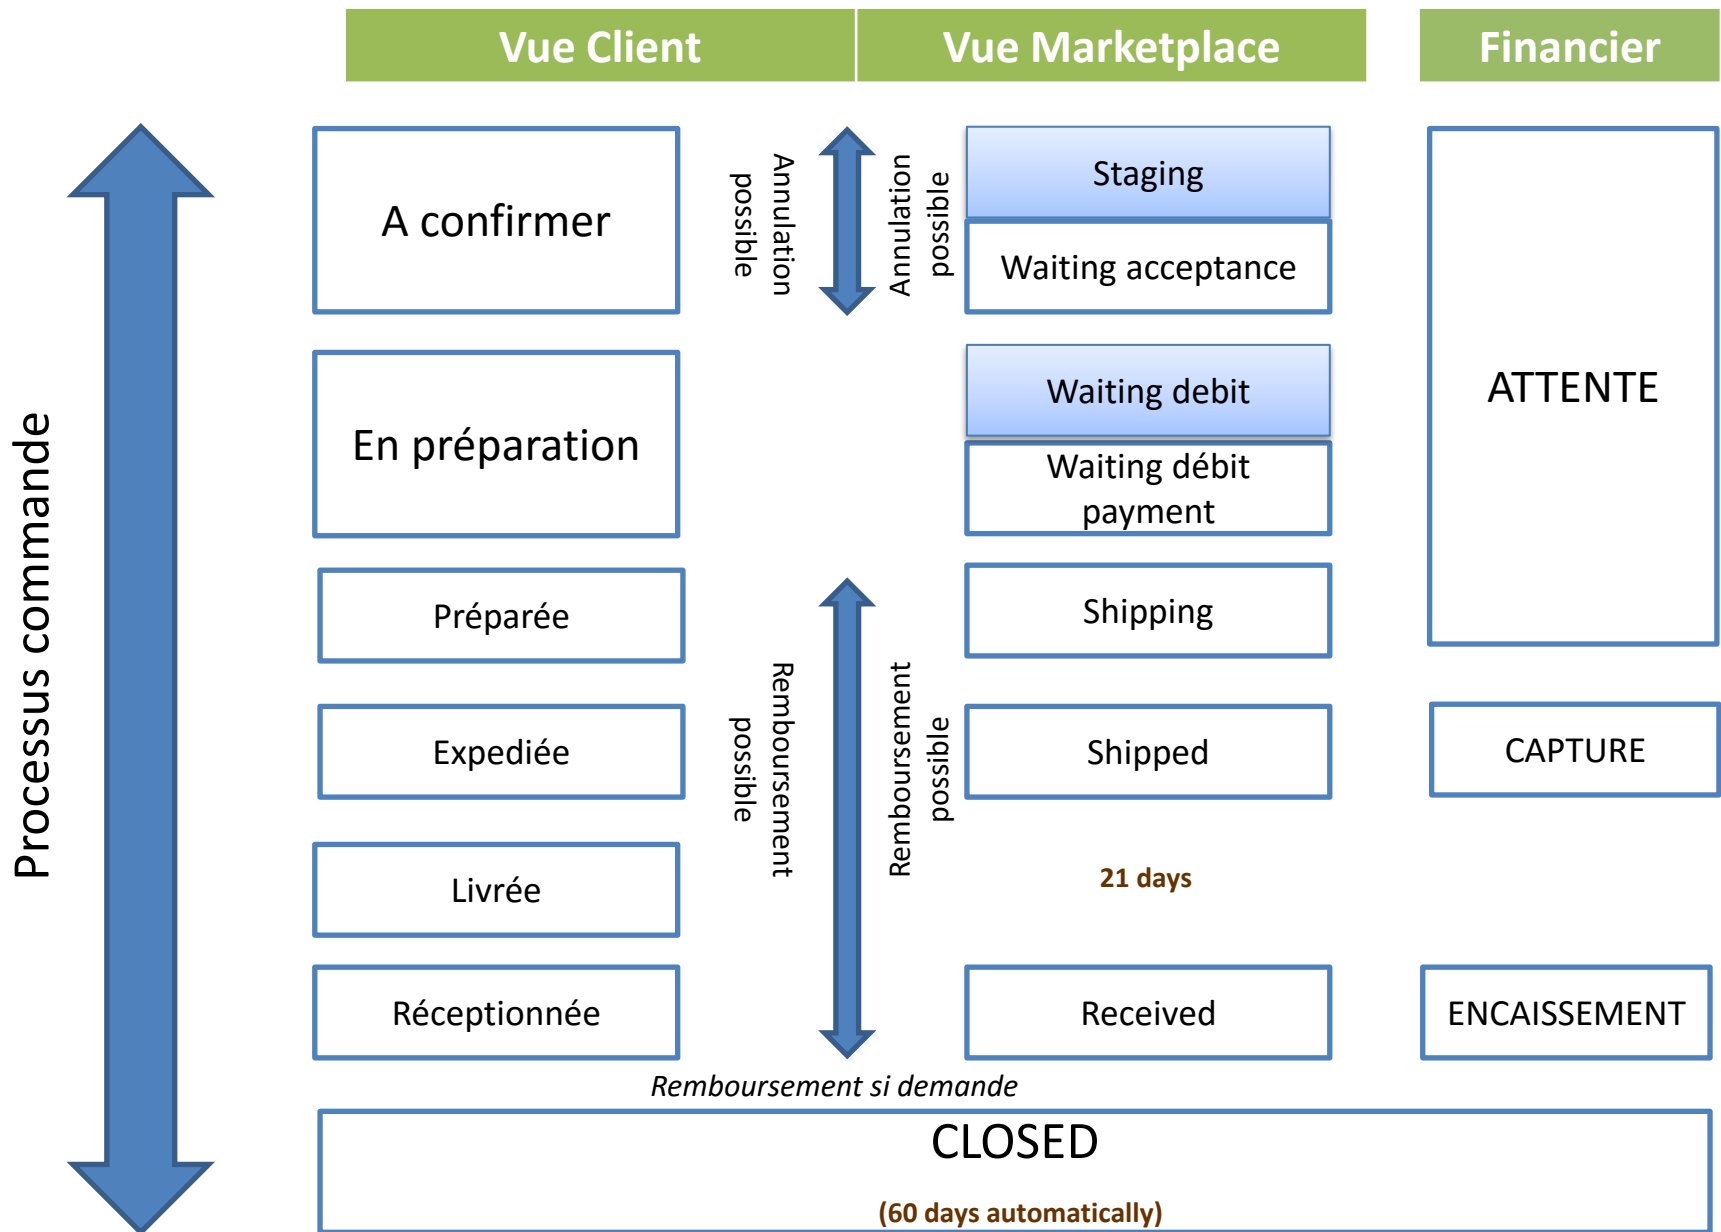 Vue Client
Vue Marketplace
Financier
Processus commande
A confirmer
Annulation
possible
Annulation
possible
Staging
Waiting acceptance
ATTENTE
En préparation
Waiting debit
Waiting débit
payment
Préparée
Shipping
Remboursement
possible
Remboursement
possible
Expediée
Shipped
CAPTURE
Livrée
21 days
Réceptionnée
Received
ENCAISSEMENT
Remboursement si demande
CLOSED
(60 days automatically)